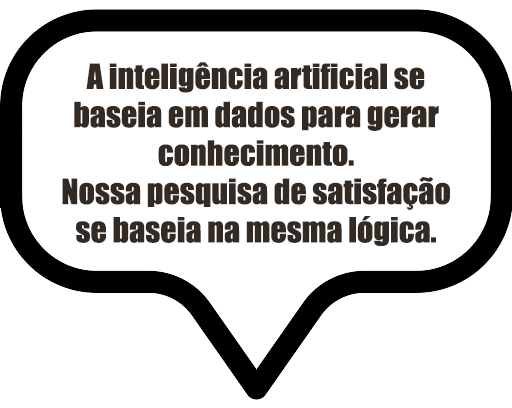 A inteligência artificial se
baseia em dados para gerar
conhecimento.
Nossa pesquisa de satisfação
se baseia na mesma lógica.